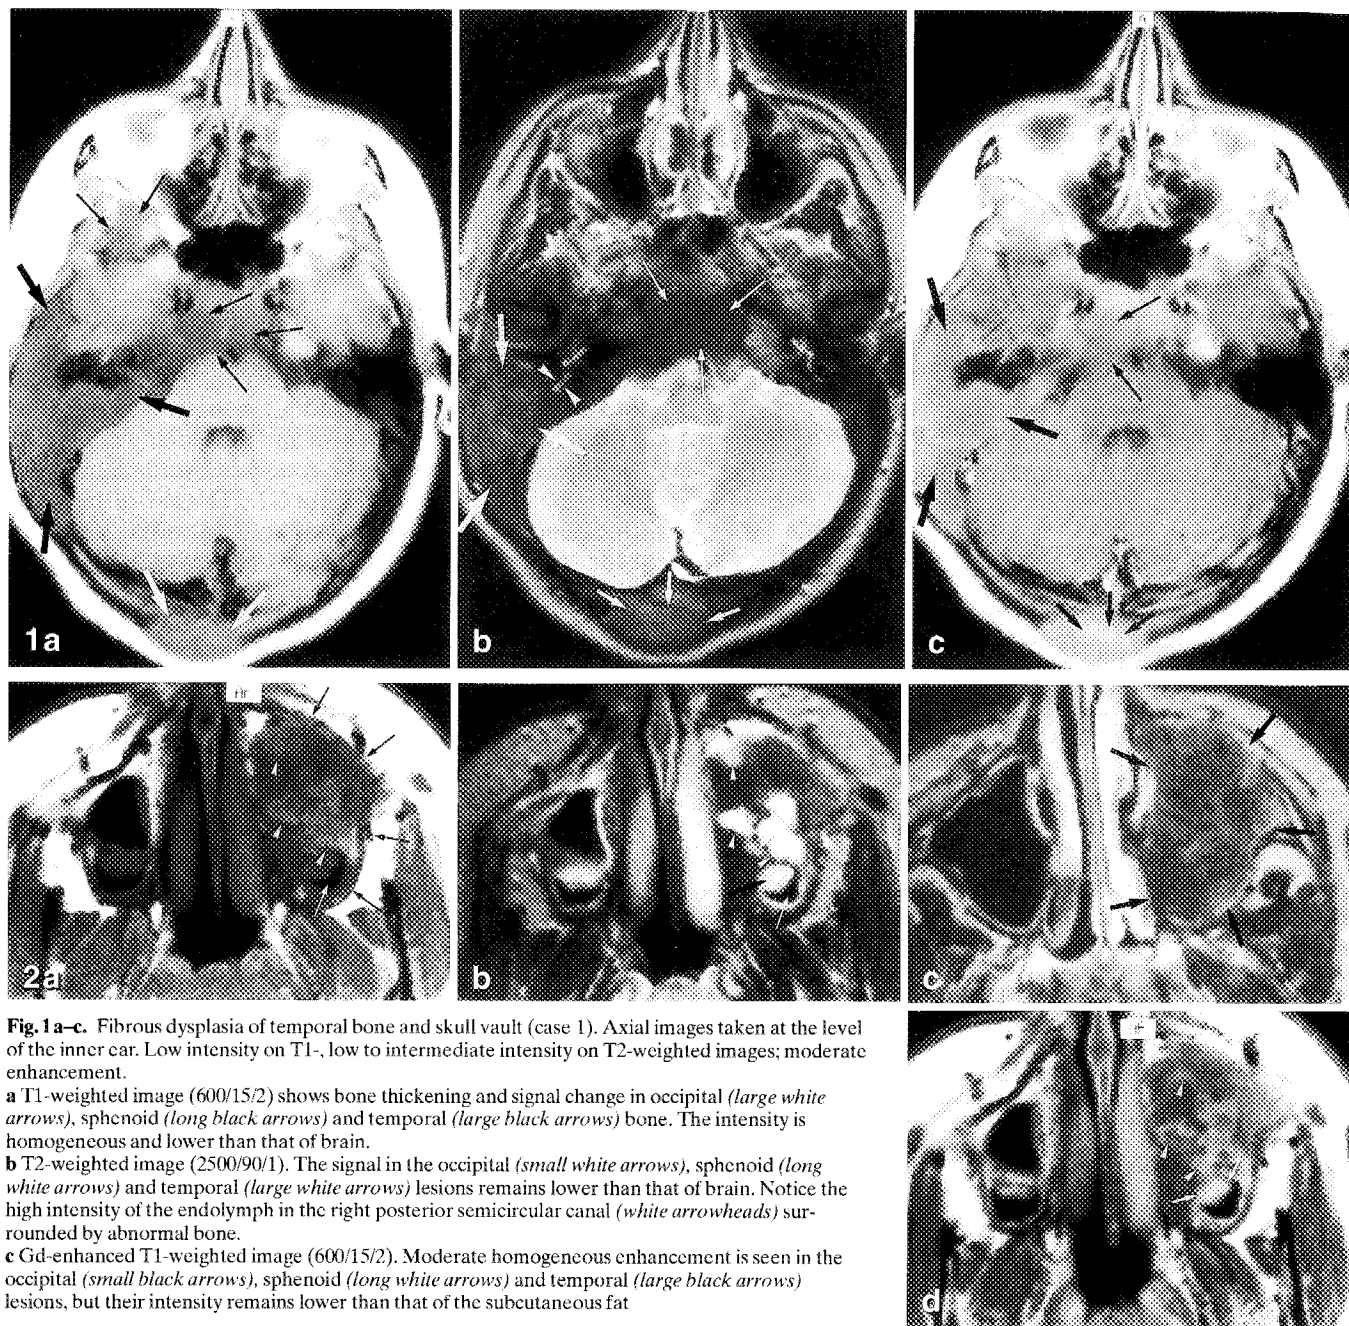 1a
b
c
2a
b
c
d
Fig. 1 a–c. Fibrous dysplasia of temporal bone and skull vault (case 1). Axial images taken at the level
of the inner ear. Low intensity on T1-, low to intermediate intensity on T2-weighted images; moderate
enhancement.
a T1-weighted image (600/15/2) shows bone thickening and signal change in occipital (large white
arrows), sphenoid (long black arrows) and temporal (large black arrows) bone. The intensity is
homogeneous and lower than that of brain.
b T2-weighted image (2500/90/1). The signal in the occipital (small white arrows), sphenoid (long
white arrows) and temporal (large white arrows) lesions remains lower than that of brain. Notice the
high intensity of the endolymph in the right posterior semicircular canal (white arrowheads) sur-
rounded by abnormal bone.
c Gd-enhanced T1-weighted image (600/15/2). Moderate homogeneous enhancement is seen in the
occipital (small black arrows), sphenoid (long white arrows) and temporal (large black arrows)
lesions, but their intensity remains lower than that of the subcutaneous fat